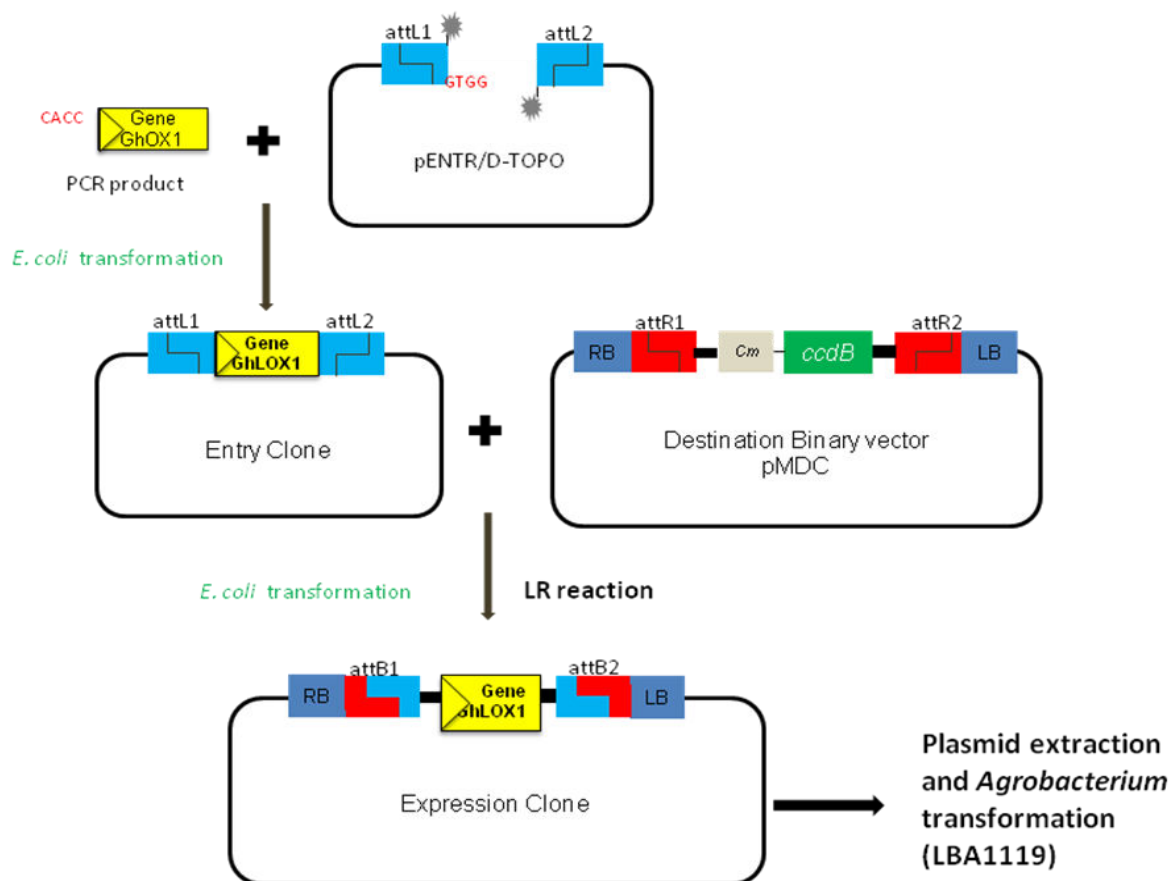 attL1
attL2
GTGG
CACC
Gene
GhOX1
pENTR/D-TOPO
PCR product
E. coli transformation
attL1
attL2
Gene
GhLOX1
Entry Clone
attR1
attR2
RB
Cm
ccdB
LB
Destination Binary vector
pMDC
E. coli transformation
LR reaction
attB1
attB2
RB
Gene
GhLOX1
LB
Expression Clone
Plasmid extraction
and Agrobacterium
transformation
(LBA1119)